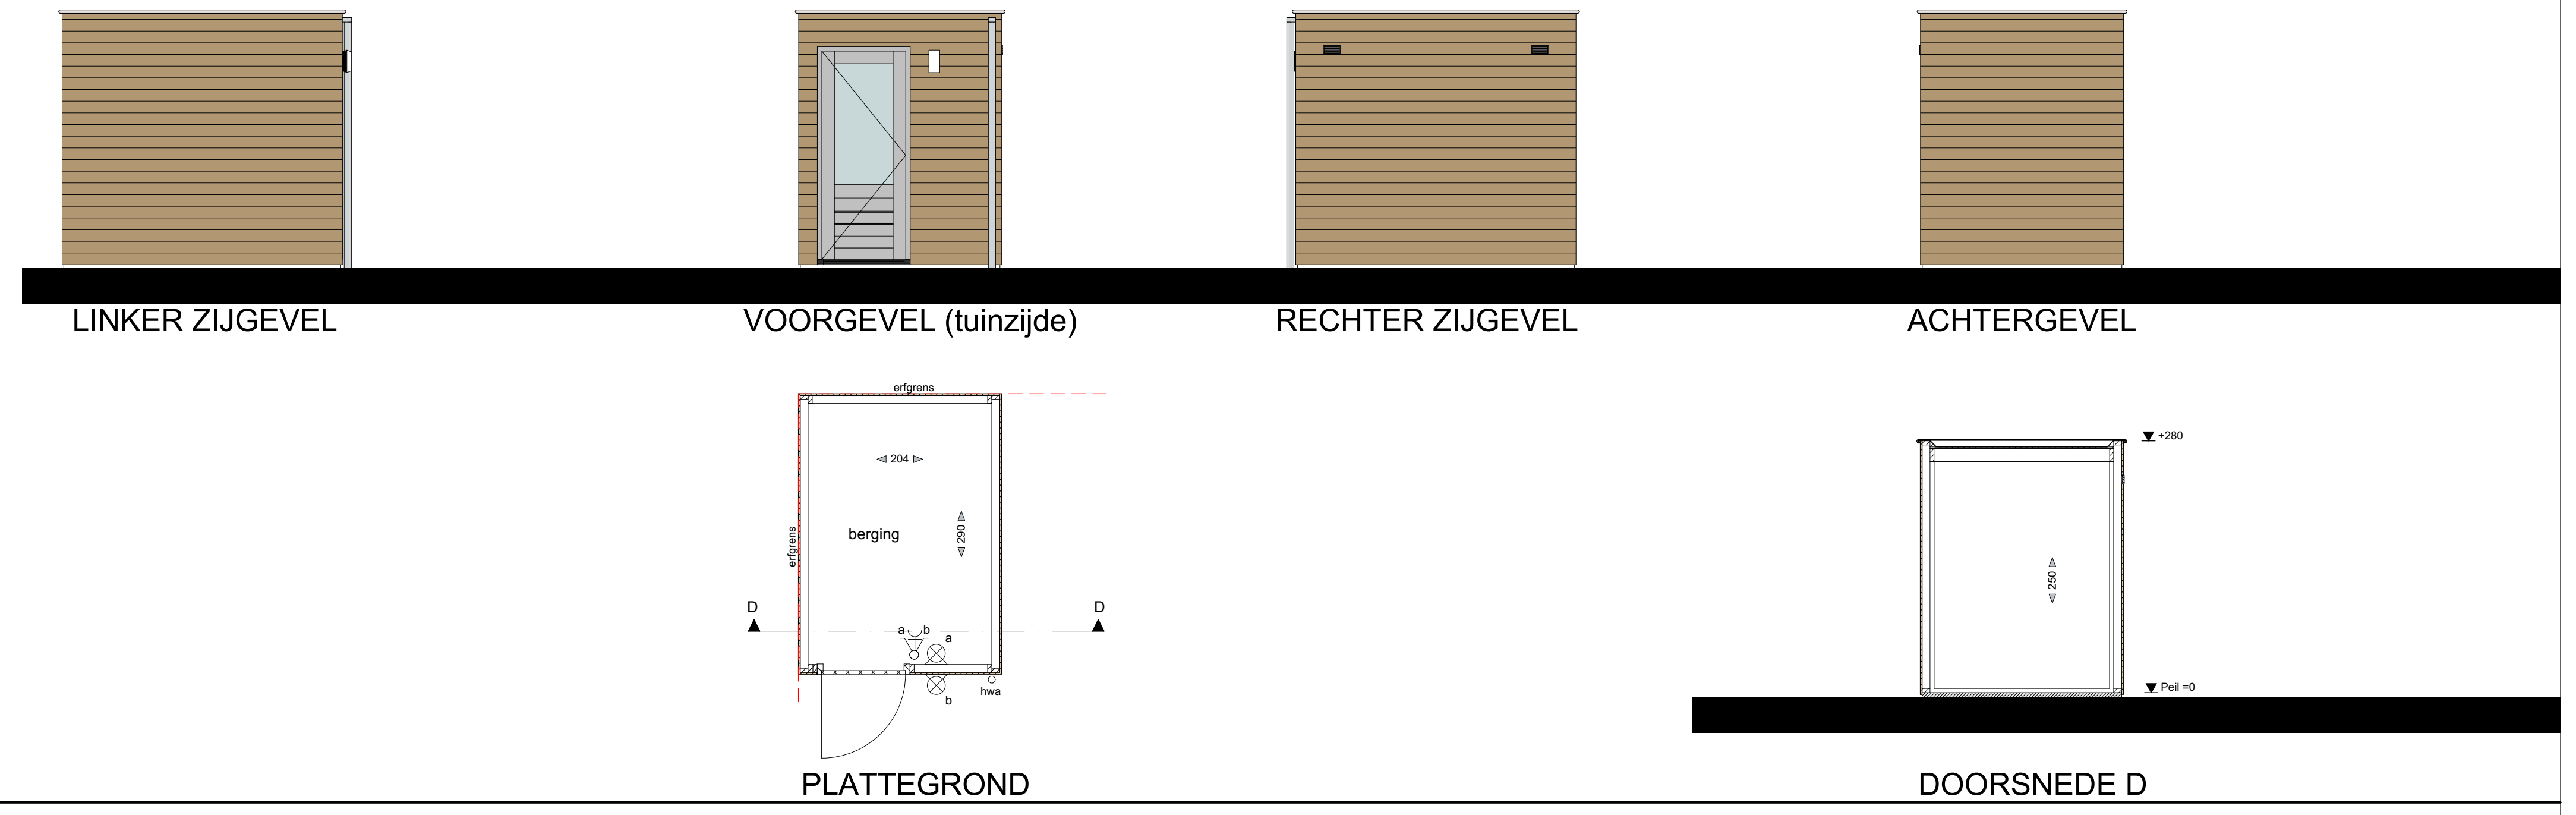 LINKER ZIJGEVEL
VOORGEVEL (tuinzijde)
RECHTER ZIJGEVEL
ACHTERGEVEL
erfgrens
204
290
berging
erfgrens
D
D
a
b
a
b
hwa
PLATTEGROND
+280
250
Peil =0
DOORSNEDE D